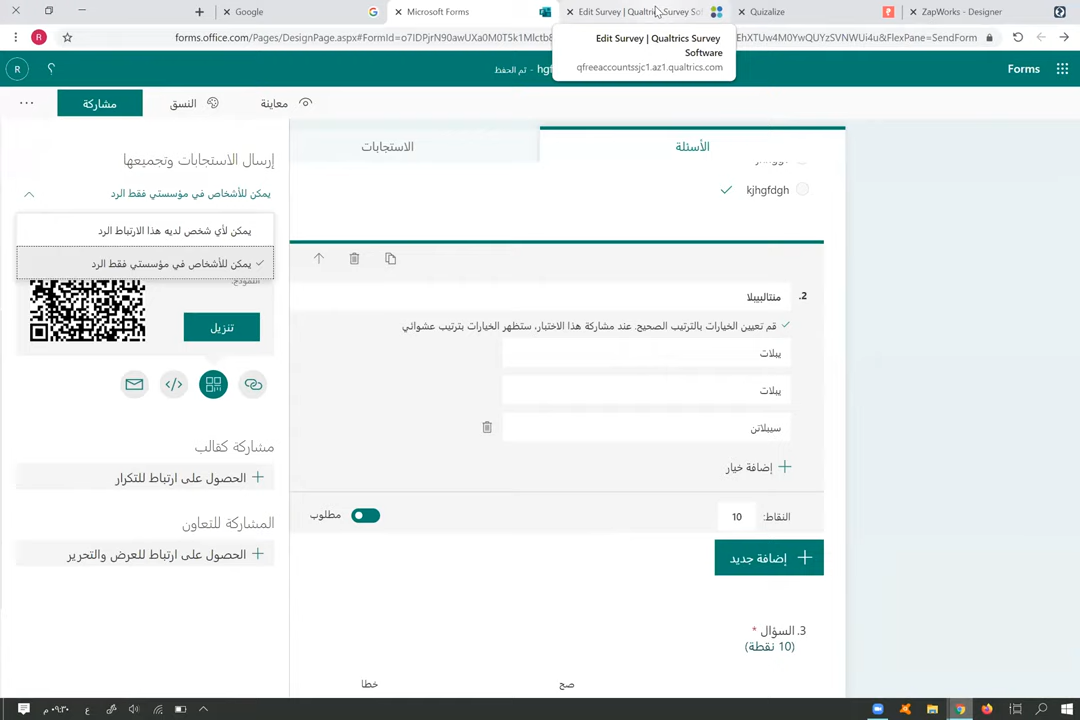 Google
Microsoft Forms
Edit Survey | Qualtrics Survey So
Quizalize
ZapWorks - Designer
R
Edit Survey | Qualtrics Survey
Software
qfreeaccountssjc1.az1.qualtrics.com
Forms
hgf - تم الحفظ
R
؟
معاينة
النسق
مشاركة
...
الأسئلة
الاستجابات
إرسال الاستجابات وتجميعها
يمكن للأشخاص في مؤسستي فقط الرد
يمكن لأي شخص لديه هذا الارتباط الرد
يمكن للأشخاص في مؤسستي فقط الرد
النموذج.
تنزيل
مشاركة كقالب
الحصول على ارتباط للتكرار
المشاركة للتعاون
الحصول على ارتباط للعرض والتحرير
kjhgfdgh
2. منتالبيبلا
قم تعيين الخيارات بالترتيب الصحيح. عند مشاركة هذا الاختبار، ستظهر الخيارات بترتيب عشوائي
يبلات
يبلات
سيبلاتن
إضافة خيار
النقاط: 10
مطلوب
إضافة جديد
3. السؤال *
(10 نقطة)
صح
خطا
٠٩:٣٠ م
ع